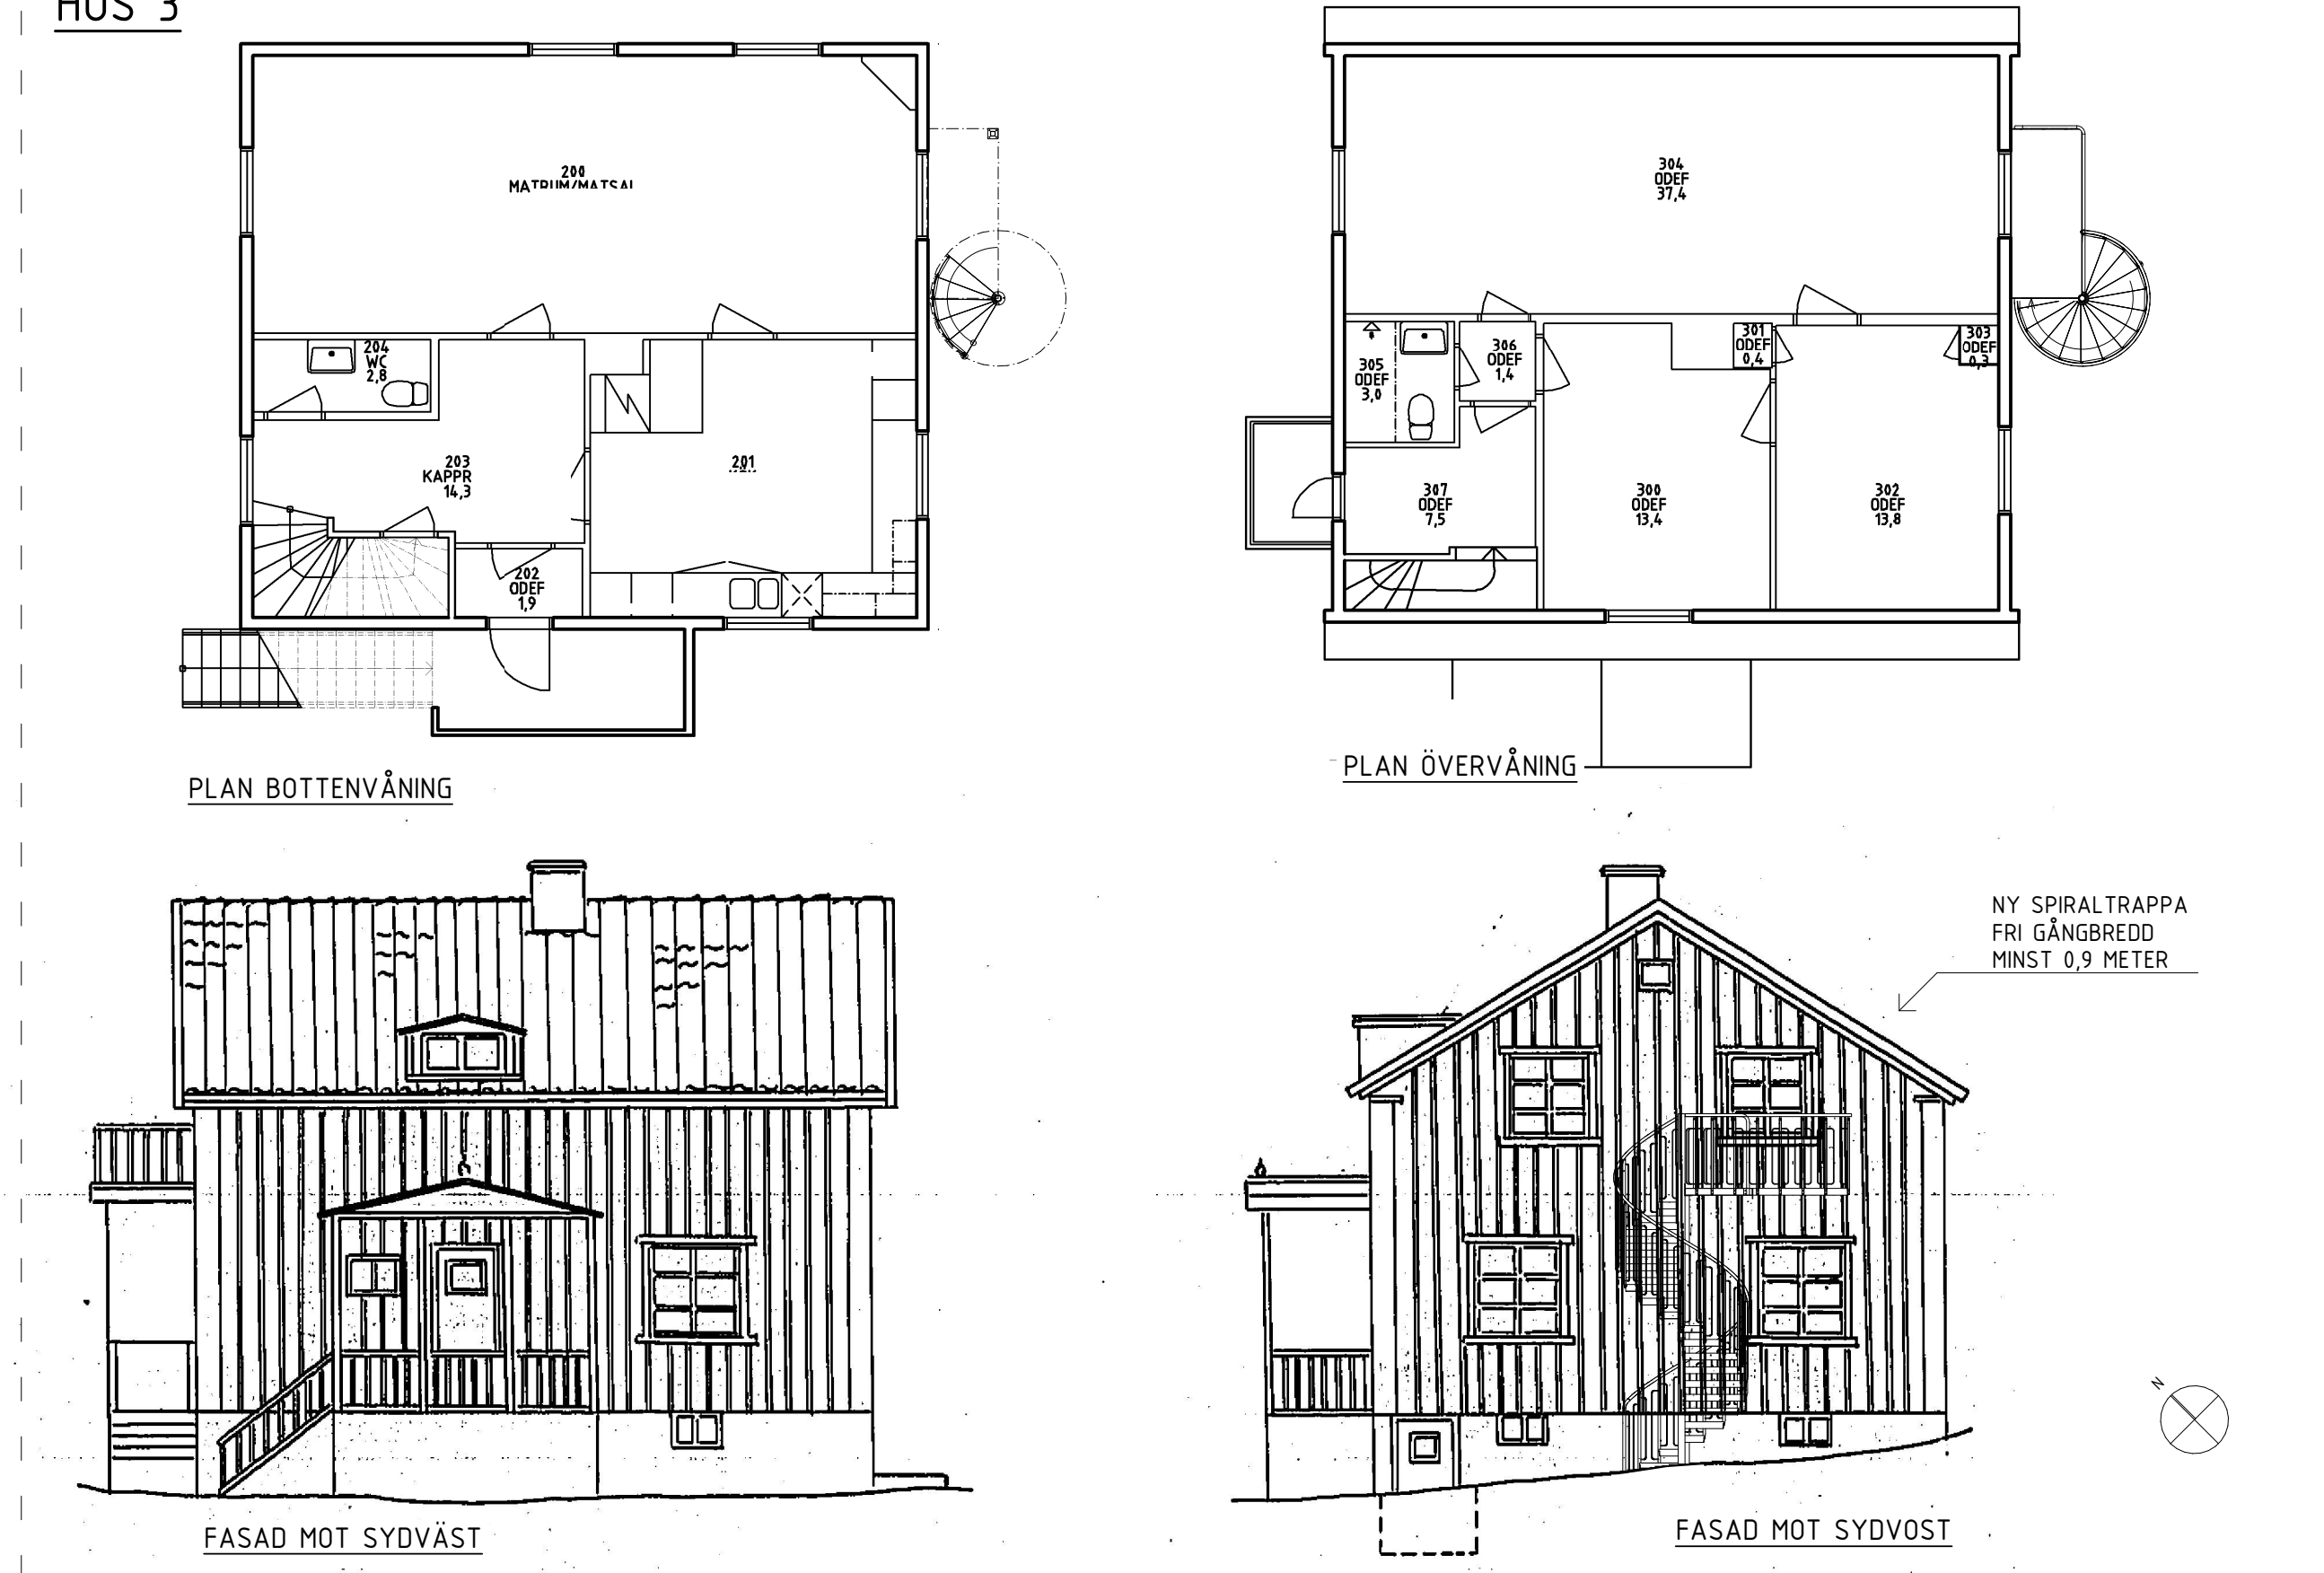 HUS 3
200
MATRUM/MATSAL
204
WC
2,8
203
KAPPR
14,3
201
202
ODEF
1,9
PLAN BOTTENVÅNING
304
ODEF
37,4
305
ODEF
3,0
306
ODEF
1,4
301
ODEF
0,4
303
ODEF
0,3
307
ODEF
7,5
300
ODEF
13,4
302
ODEF
13,8
PLAN ÖVERVÅNING
NY SPIRALTRAPPA
FRI GÅNGBREDD
MINST 0,9 METER
N
FASAD MOT SYDVÄST
FASAD MOT SYDVOST